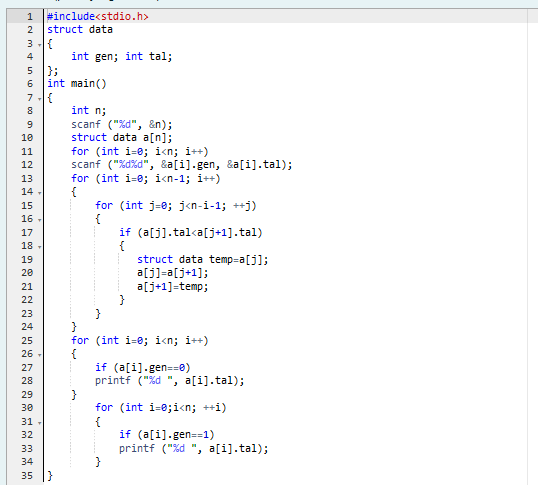 1 #include<stdio.h>
2 struct data
3 {
4 int gen; int tal;
5 };
6 int main()
7 {
8 int n;
9 scanf ("%d", &n);
10 struct data a[n];
11 for (int i=0; i<n; i++)
12 scanf ("%d%d", &a[i].gen, &a[i].tal);
13 for (int i=0; i<n-1; i++)
14 {
15 for (int j=0; j<n-i-1; ++j)
16 {
17 if (a[j].tal<a[j+1].tal)
18 {
19 struct data temp=a[j];
20 a[j]=a[j+1];
21 a[j+1]=temp;
22 }
23 }
24 }
25 for (int i=0; i<n; i++)
26 {
27 if (a[i].gen==0)
28 printf ("%d ", a[i].tal);
29 }
30 for (int i=0;i<n; ++i)
31 {
32 if (a[i].gen==1)
33 printf ("%d ", a[i].tal);
34 }
35 }